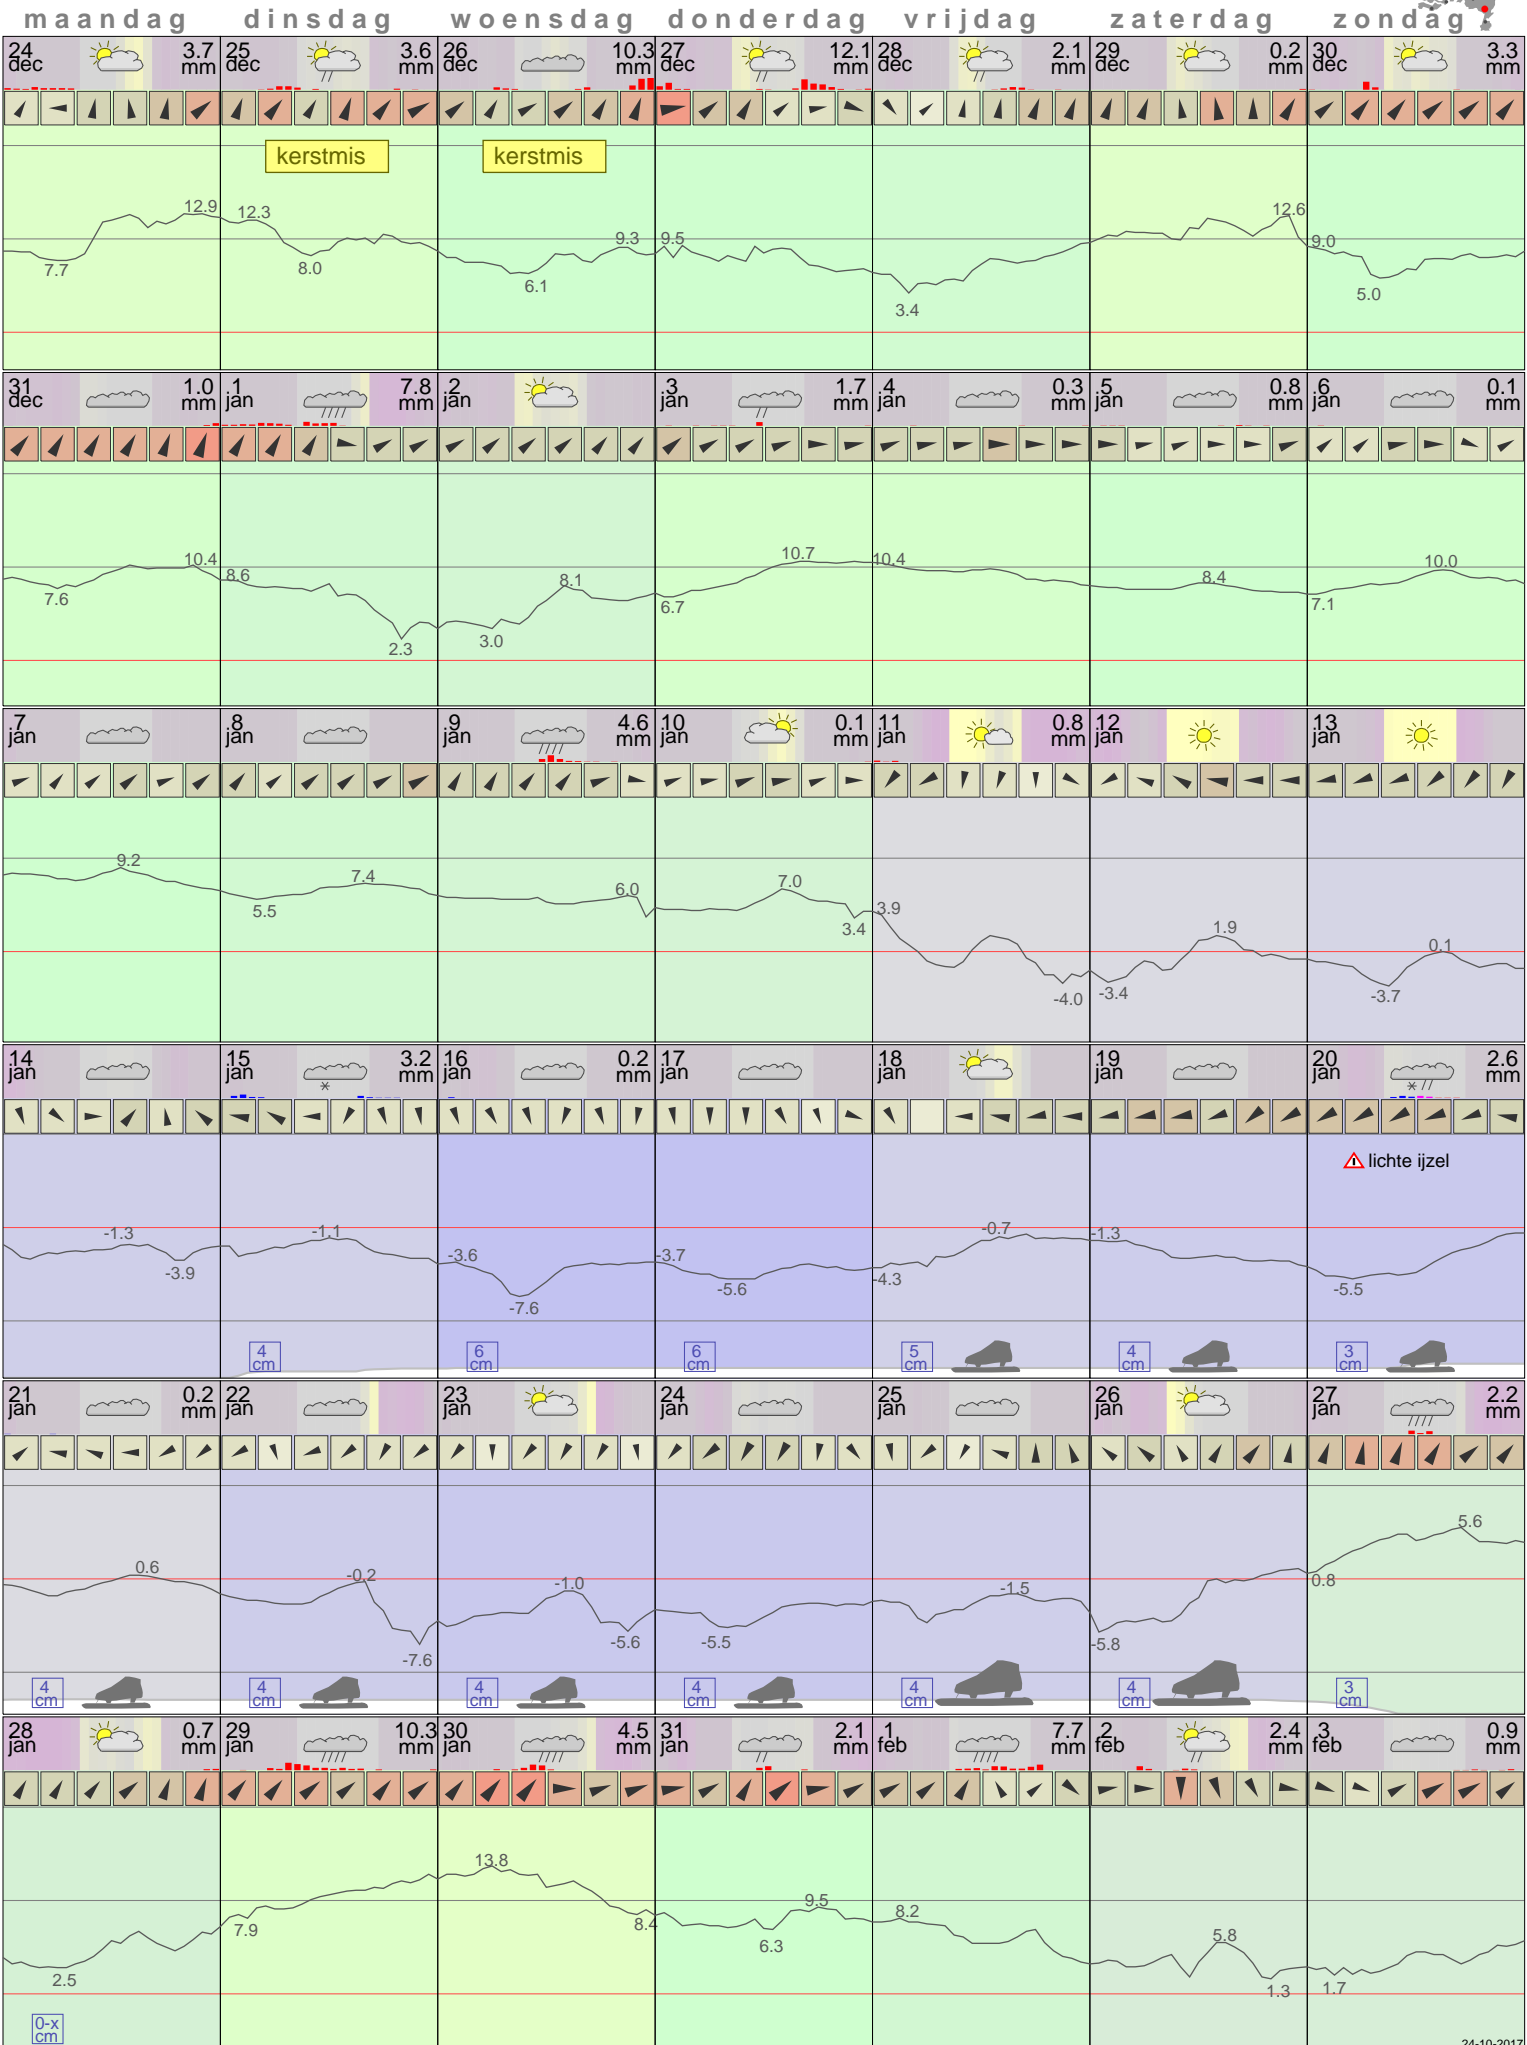 maandag dinsdag woensdag donderdag vrijdag zaterdag zondag
24 dec 3.7 mm 25 dec 3.6 mm 26 dec 10.3 mm 27 dec 12.1 mm 28 dec 2.1 mm 29 dec 0.2 mm 30 dec 3.3 mm
kerstmis kerstmis
7.7 12.9 12.3 8.0 6.1 9.3 9.5 3.4 12.6 9.0 5.0
31 dec 1.0 mm 1 jan 7.8 mm 2 jan 3 jan 1.7 mm 4 jan 0.3 mm 5 jan 0.8 mm 6 jan 0.1 mm
7.6 10.4 8.6 2.3 3.0 8.1 6.7 10.7 10.4 8.4 7.1 10.0
7 jan 8 jan 9 jan 4.6 mm 10 jan 0.1 mm 11 jan 0.8 mm 12 jan 13 jan
9.2 5.5 7.4 6.0 7.0 3.4 3.9 -4.0 -3.4 1.9 -3.7 0.1
14 jan 15 jan 3.2 mm 16 jan 0.2 mm 17 jan 18 jan 19 jan 20 jan 2.6 mm
lichte ijzel
-1.3 -3.9 -1.1 -3.6 -7.6 -3.7 -5.6 -4.3 -0.7 -1.3 -5.5
4 cm 6 cm 6 cm 5 cm 4 cm 3 cm
21 jan 0.2 mm 22 jan 23 jan 24 jan 25 jan 26 jan 27 jan 2.2 mm
0.6 -0.2 -7.6 -1.0 -5.6 -5.5 -1.5 -5.8 0.8 5.6
4 cm 4 cm 4 cm 4 cm 4 cm 4 cm 3 cm
28 jan 0.7 mm 29 jan 10.3 mm 30 jan 4.5 mm 31 jan 2.1 mm 1 feb 7.7 mm 2 feb 2.4 mm 3 feb 0.9 mm
2.5 7.9 13.8 8.4 6.3 9.5 8.2 5.8 1.3 1.7
0-x cm
24-10-2017